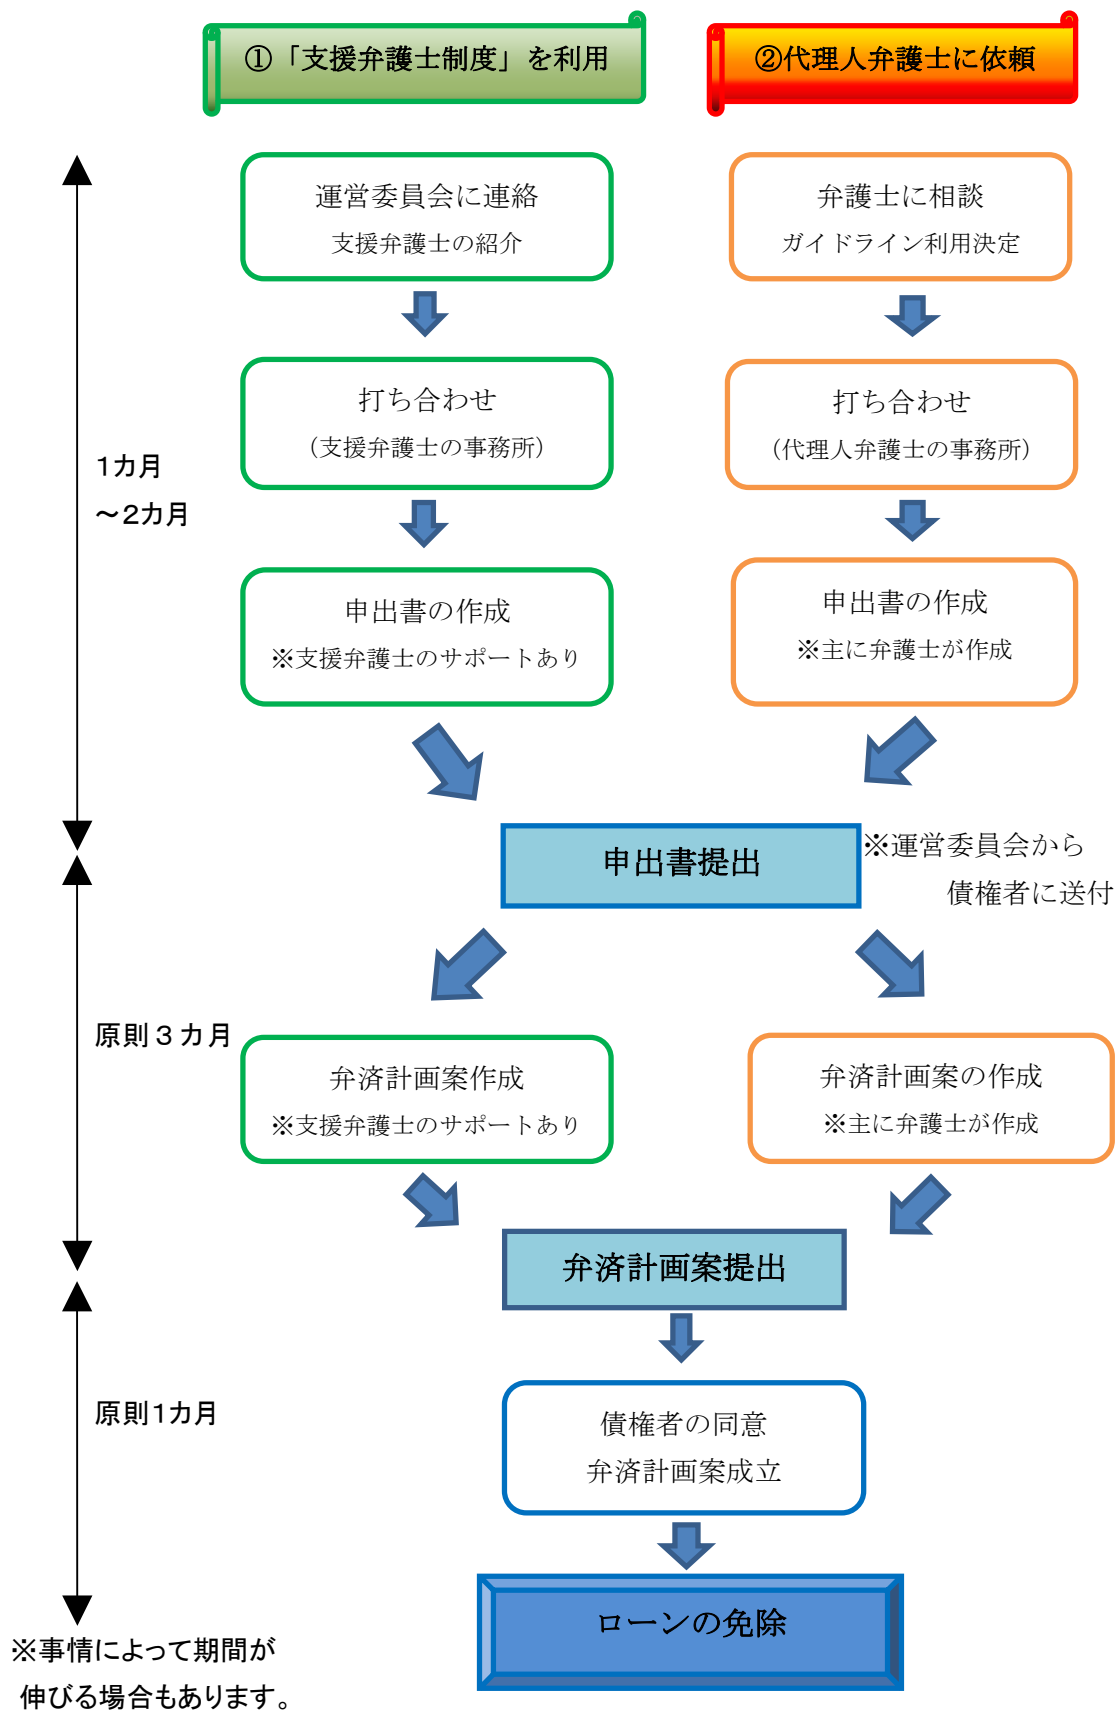 ①「支援弁護士制度」を利用
②代理人弁護士に依頼
運営委員会に連絡
支援弁護士の紹介
弁護士に相談
ガイドライン利用決定
打ち合わせ
(支援弁護士の事務所)
打ち合わせ
(代理人弁護士の事務所)
1カ月
～2カ月
申出書の作成
※支援弁護士のサポートあり
申出書の作成
※主に弁護士が作成
申出書提出
※運営委員会から
債権者に送付
原則３カ月
弁済計画案作成
※支援弁護士のサポートあり
弁済計画案の作成
※主に弁護士が作成
弁済計画案提出
原則1カ月
債権者の同意
弁済計画案成立
ローンの免除
※事情によって期間が
伸びる場合もあります。